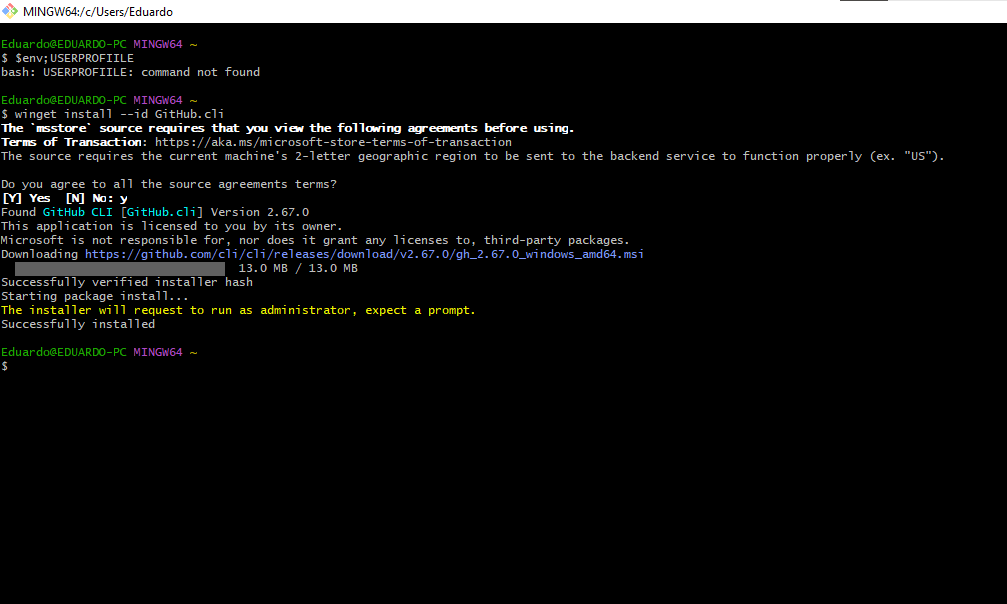 MINGW64:/c/Users/Eduardo
Eduardo@EDUARDO-PC MINGW64 ~
$ $env;USERPROFIILE
bash: USERPROFIILE: command not found
Eduardo@EDUARDO-PC MINGW64 ~
$ winget install --id GitHub.cli
The `msstore` source requires that you view the following agreements before using.
Terms of Transaction: https://aka.ms/microsoft-store-terms-of-transaction
The source requires the current machine's 2-letter geographic region to be sent to the backend service to function properly (ex. "US").
Do you agree to all the source agreements terms?
[Y] Yes  [N] No: y
Found GitHub CLI [GitHub.cli] Version 2.67.0
This application is licensed to you by its owner.
Microsoft is not responsible for, nor does it grant any licenses to, third-party packages.
Downloading https://github.com/cli/cli/releases/download/v2.67.0/gh_2.67.0_windows_amd64.msi
13.0 MB / 13.0 MB
Successfully verified installer hash
Starting package install...
The installer will request to run as administrator, expect a prompt.
Successfully installed
Eduardo@EDUARDO-PC MINGW64 ~
$